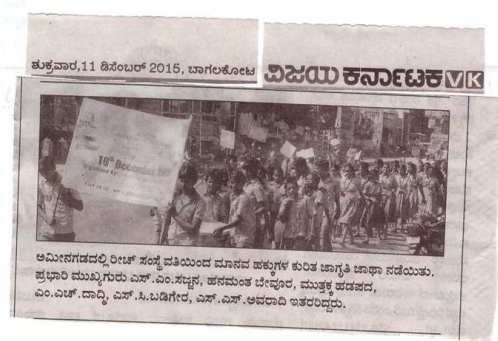 ಶುಕ್ರವಾರ,11 ಡಿಸೆಂಬರ್ 2015, ಬಾಗಲಕೋಟ ವಿಜಯ ಕರ್ನಾಟಕ VK
10th December
ಅಮೀನಗಡದಲ್ಲಿ ರೀಚ್ ಸಂಸ್ಥೆ ವತಿಯಿಂದ ಮಾನವ ಹಕ್ಕುಗಳ ಕುರಿತ ಜಾಗೃತಿ ಜಾಥಾ ನಡೆಯಿತು.
ಪ್ರಭಾರಿ ಮುಖ್ಯಗುರು ಎಸ್.ಎಂ.ಸಜ್ಜನ, ಹನಮಂತ ಬೇವೂರ, ಮುತ್ತಕ್ಕ ಹಡಪದ,
ಎಂ.ಎಚ್.ದಾದ್ಮಿ, ಎಸ್.ಸಿ.ಬಡಿಗೇರ, ಎಸ್.ಎಸ್.ಅವರಾದಿ ಇತರರಿದ್ದರು.